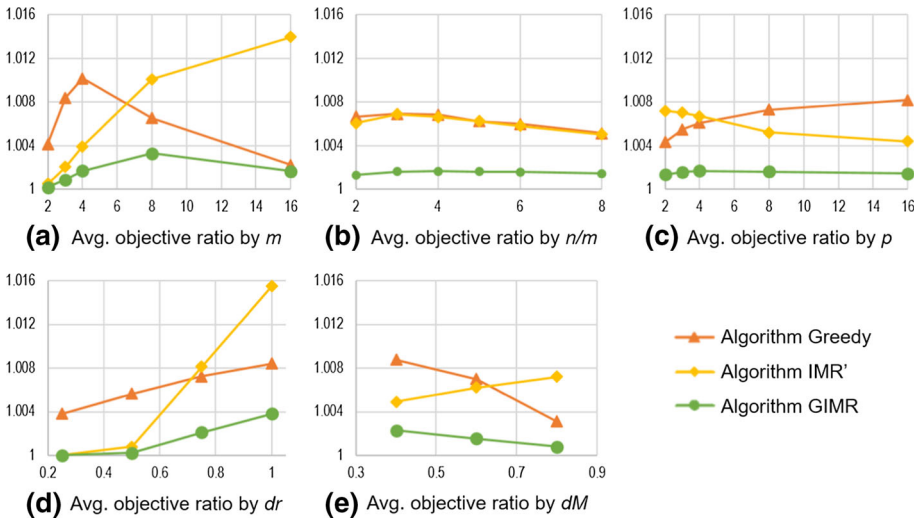 1.016 1.016 1.016
1.012 1.012 1.012
1.008 1.008 1.008
1.004 1.004 1.004
1 1 1
2 4 6 8 10 12 14 16 2 3 4 5 6 7 8 2 4 6 8 10 12 14 16
(a) Avg. objective ratio by m (b) Avg. objective ratio by n/m (c) Avg. objective ratio by p
1.016 1.016
1.012 1.012
1.008 1.008
1.004 1.004
1 1
0.2 0.4 0.6 0.8 1 0.3 0.5 0.7 0.9
(d) Avg. objective ratio by dr (e) Avg. objective ratio by dM
Algorithm Greedy
Algorithm IMR'
Algorithm GIMR